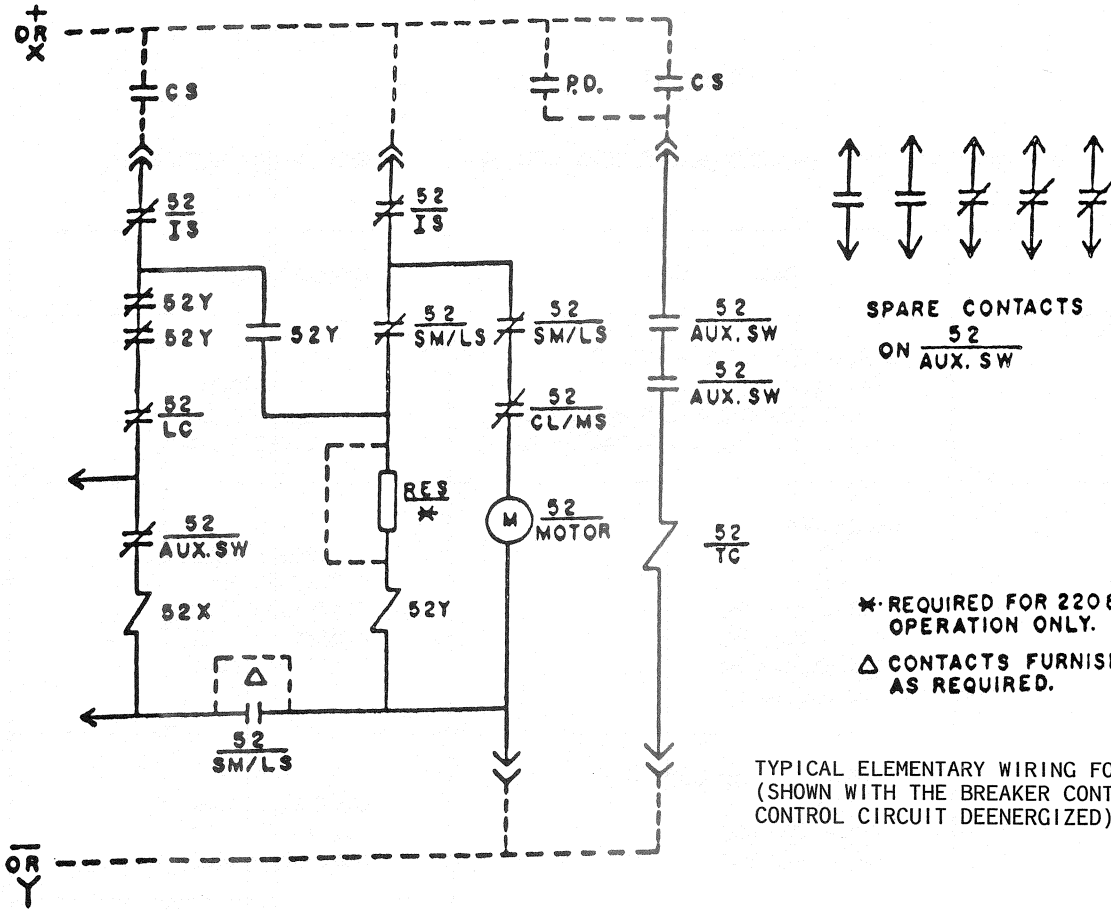 +
OR
X
CS
P.D.
CS
52
IS
52
IS
52Y
52Y
52Y
52
SM/LS
52
SM/LS
52
AUX. SW
52
AUX. SW
SPARE CONTACTS
ON 52
AUX. SW
52
LC
52
CL/MS
RES
*
M
52
MOTOR
52
AUX. SW
52
TC
52X
52Y
* REQUIRED FOR 220
OPERATION ONLY.
Δ CONTACTS FURNIS
AS REQUIRED.
Δ
52
SM/LS
TYPICAL ELEMENTARY WIRING FO
(SHOWN WITH THE BREAKER CONT
CONTROL CIRCUIT DEENERGIZED)
−
OR
Y